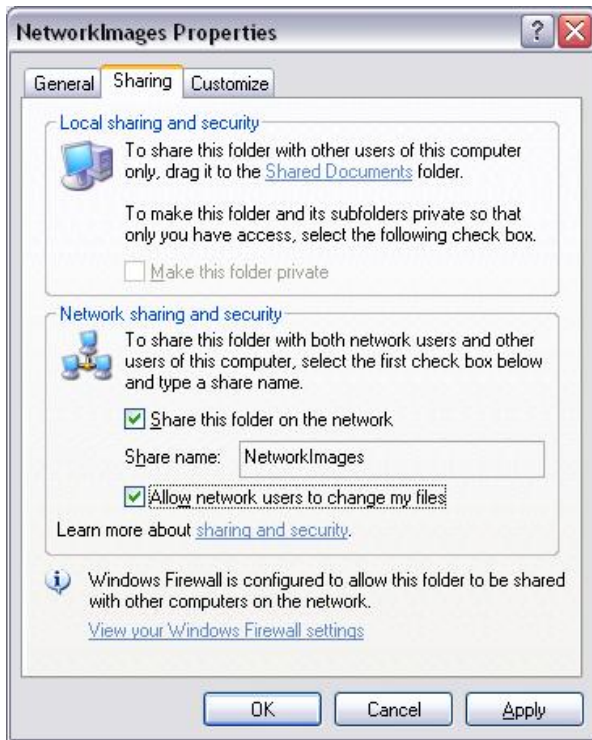 NetworkImages Properties
General Sharing Customize
Local sharing and security
To share this folder with other users of this computer
only, drag it to the Shared Documents folder.
To make this folder and its subfolders private so that
only you have access, select the following check box.
Make this folder private
Network sharing and security
To share this folder with both network users and other
users of this computer, select the first check box below
and type a share name.
Share this folder on the network
Share name: NetworkImages
Allow network users to change my files
Learn more about sharing and security.
Windows Firewall is configured to allow this folder to be shared
with other computers on the network.
View your Windows Firewall settings
OK Cancel Apply